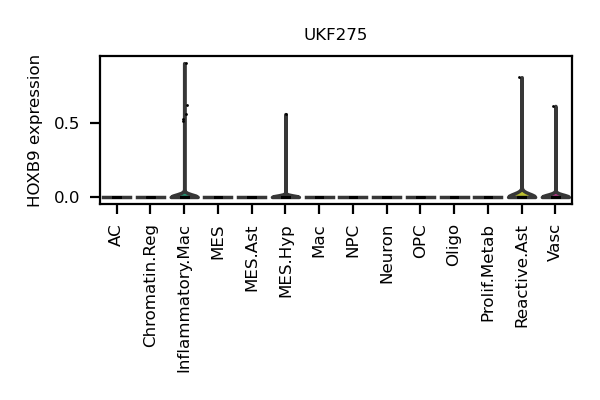 UKF275
HOXB9 expression
0.5
0.0
AC
Chromatin.Reg
Inflammatory.Mac
MES
MES.Ast
MES.Hyp
Mac
NPC
Neuron
OPC
Oligo
Prolif.Metab
Reactive.Ast
Vasc